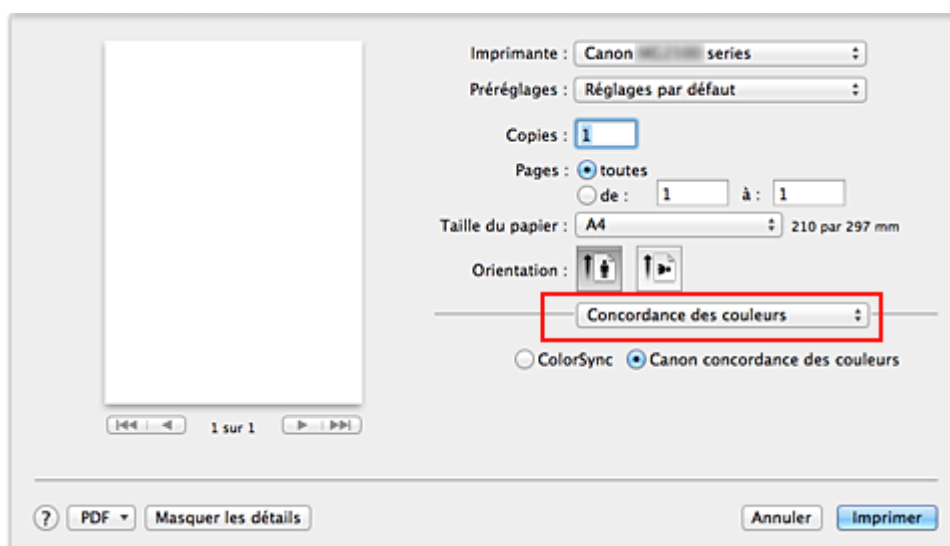 Imprimante : Canon series
Préréglages : Réglages par défaut
Copies : 1
Pages : toutes
de : 1 à : 1
Taille du papier : A4 210 par 297 mm
Orientation :
Concordance des couleurs
ColorSync Canon concordance des couleurs
1 sur 1
? PDF Masquer les détails Annuler Imprimer